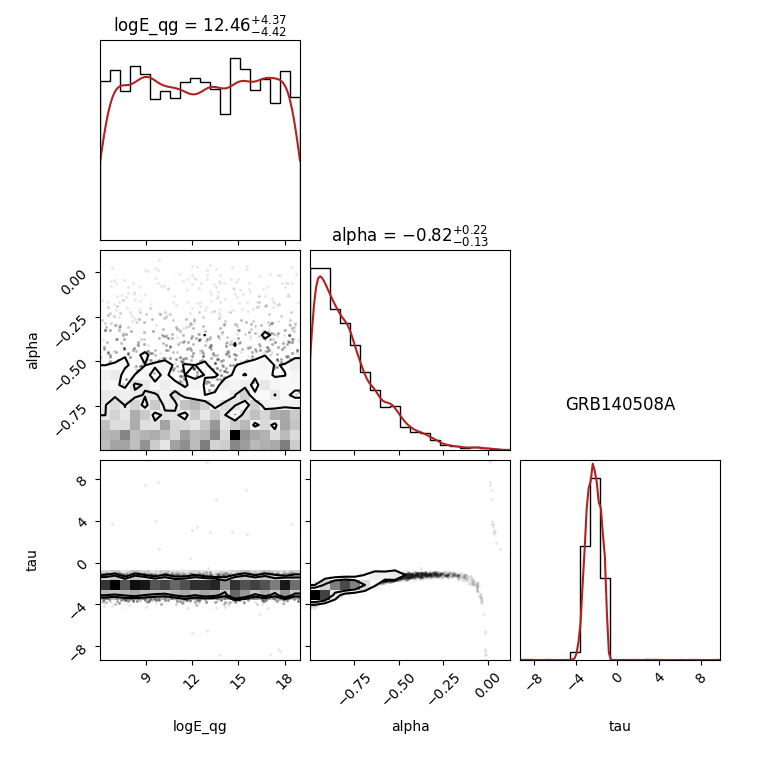 logE_qg = 12.46+4.37 −4.42
alpha = −0.82+0.22 −0.13
0.00
−0.25
−0.50
−0.75
alpha
GRB140508A
8
4
0
−4
−8
tau
9 12 15 18
−0.75 −0.50 −0.25 0.00
−8 −4 0 4 8
logE_qg alpha tau